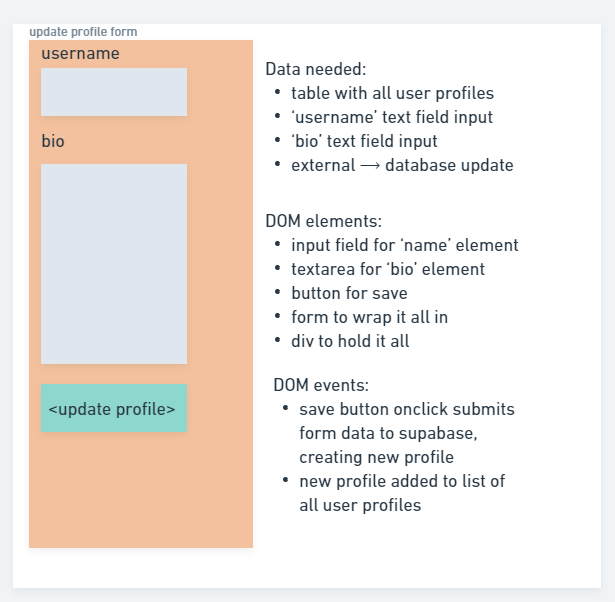 update profile form
username
bio
<update profile>
Data needed:
• table with all user profiles
• ‘username’ text field input
• ‘bio’ text field input
• external → database update
DOM elements:
• input field for ‘name’ element
• textarea for ‘bio’ element
• button for save
• form to wrap it all in
• div to hold it all
DOM events:
• save button onclick submits
form data to supabase,
creating new profile
• new profile added to list of
all user profiles